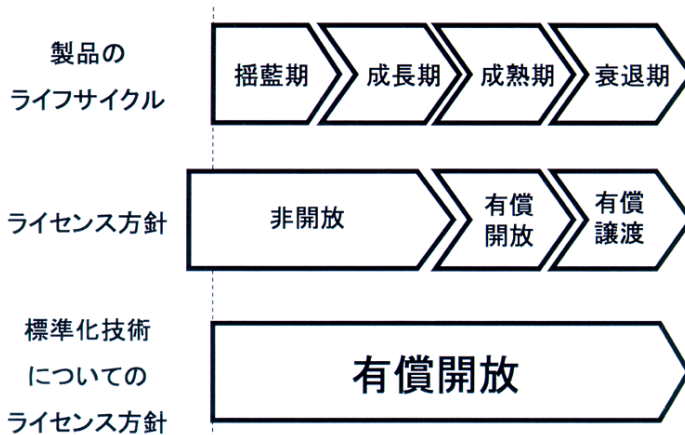 製品の
ライフサイクル
揺藍期
成長期
成熟期
衰退期
ライセンス方針
非開放
有償
開放
有償
譲渡
標準化技術
についての
ライセンス方針
有償開放